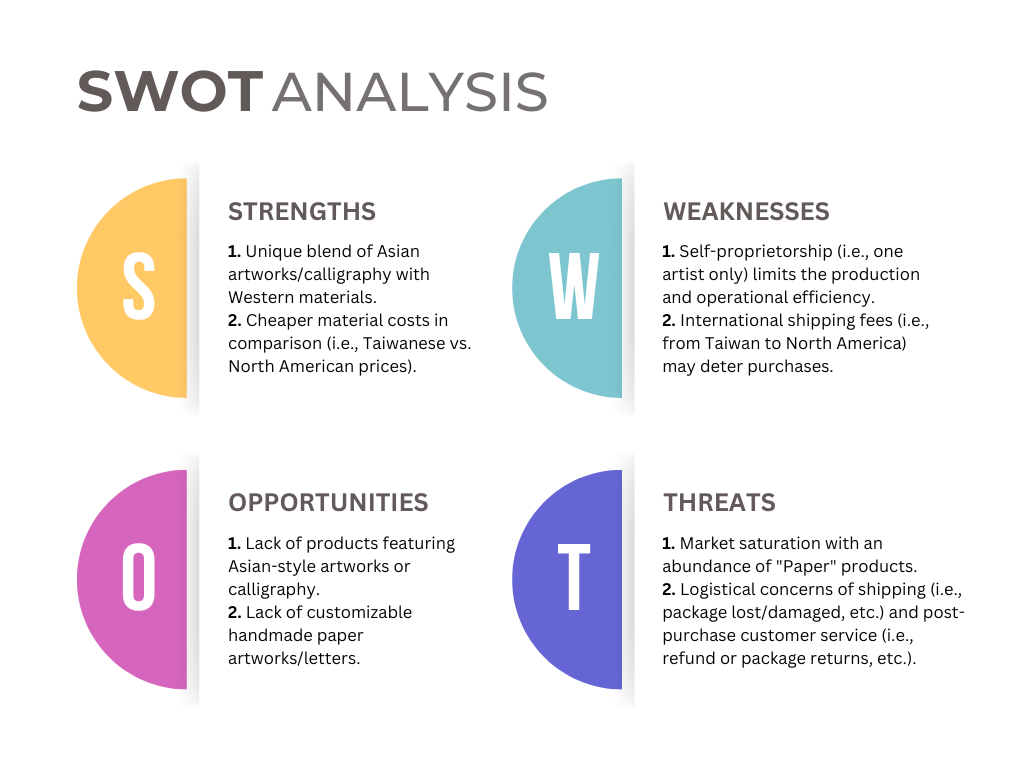 SWOT ANALYSIS
S
STRENGTHS
1. Unique blend of Asian
artworks/calligraphy with
Western materials.
2. Cheaper material costs in
comparison (i.e., Taiwanese vs.
North American prices).
W
WEAKNESSES
1. Self-proprietorship (i.e., one
artist only) limits the production
and operational efficiency.
2. International shipping fees (i.e.,
from Taiwan to North America)
may deter purchases.
O
OPPORTUNITIES
1. Lack of products featuring
Asian-style artworks or
calligraphy.
2. Lack of customizable
handmade paper
artworks/letters.
T
THREATS
1. Market saturation with an
abundance of "Paper" products.
2. Logistical concerns of shipping (i.e.,
package lost/damaged, etc.) and post-
purchase customer service (i.e.,
refund or package returns, etc.).